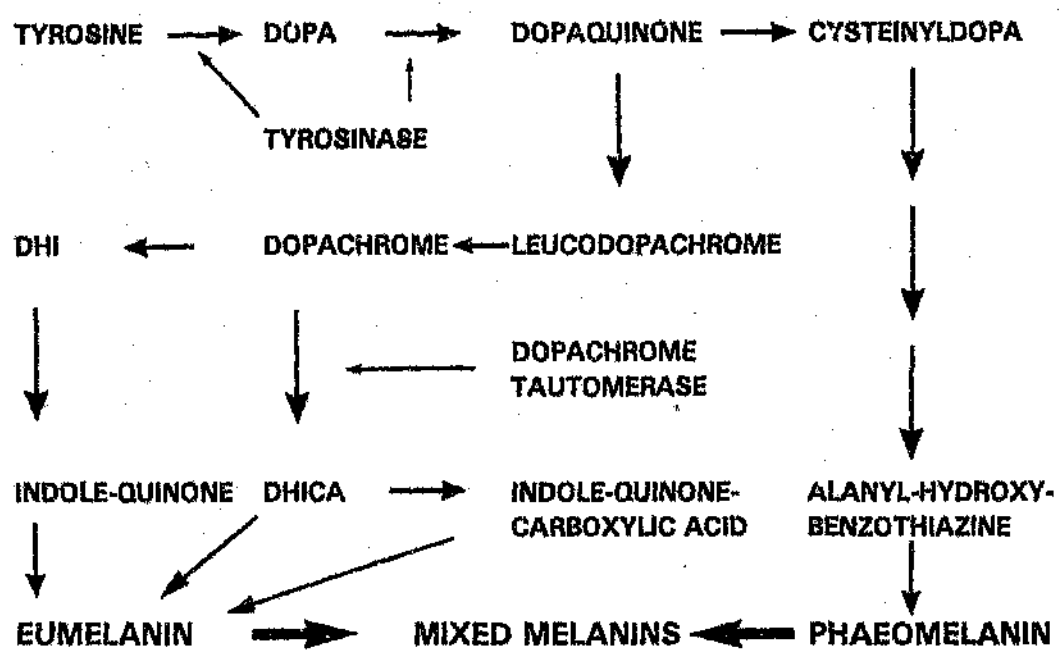 TYROSINE DOPA DOPAQUINONE CYSTEINYLDOPA
TYROSINASE
DHI DOPACHROME LEUCODOPACHROME
DOPACHROME
TAUTOMERASE
INDOLE-QUINONE DHICA INDOLE-QUINONE- ALANYL-HYDROXY-
CARBOXYLIC ACID BENZOTHIAZINE
EUMELANIN MIXED MELANINS PHAEOMELANIN